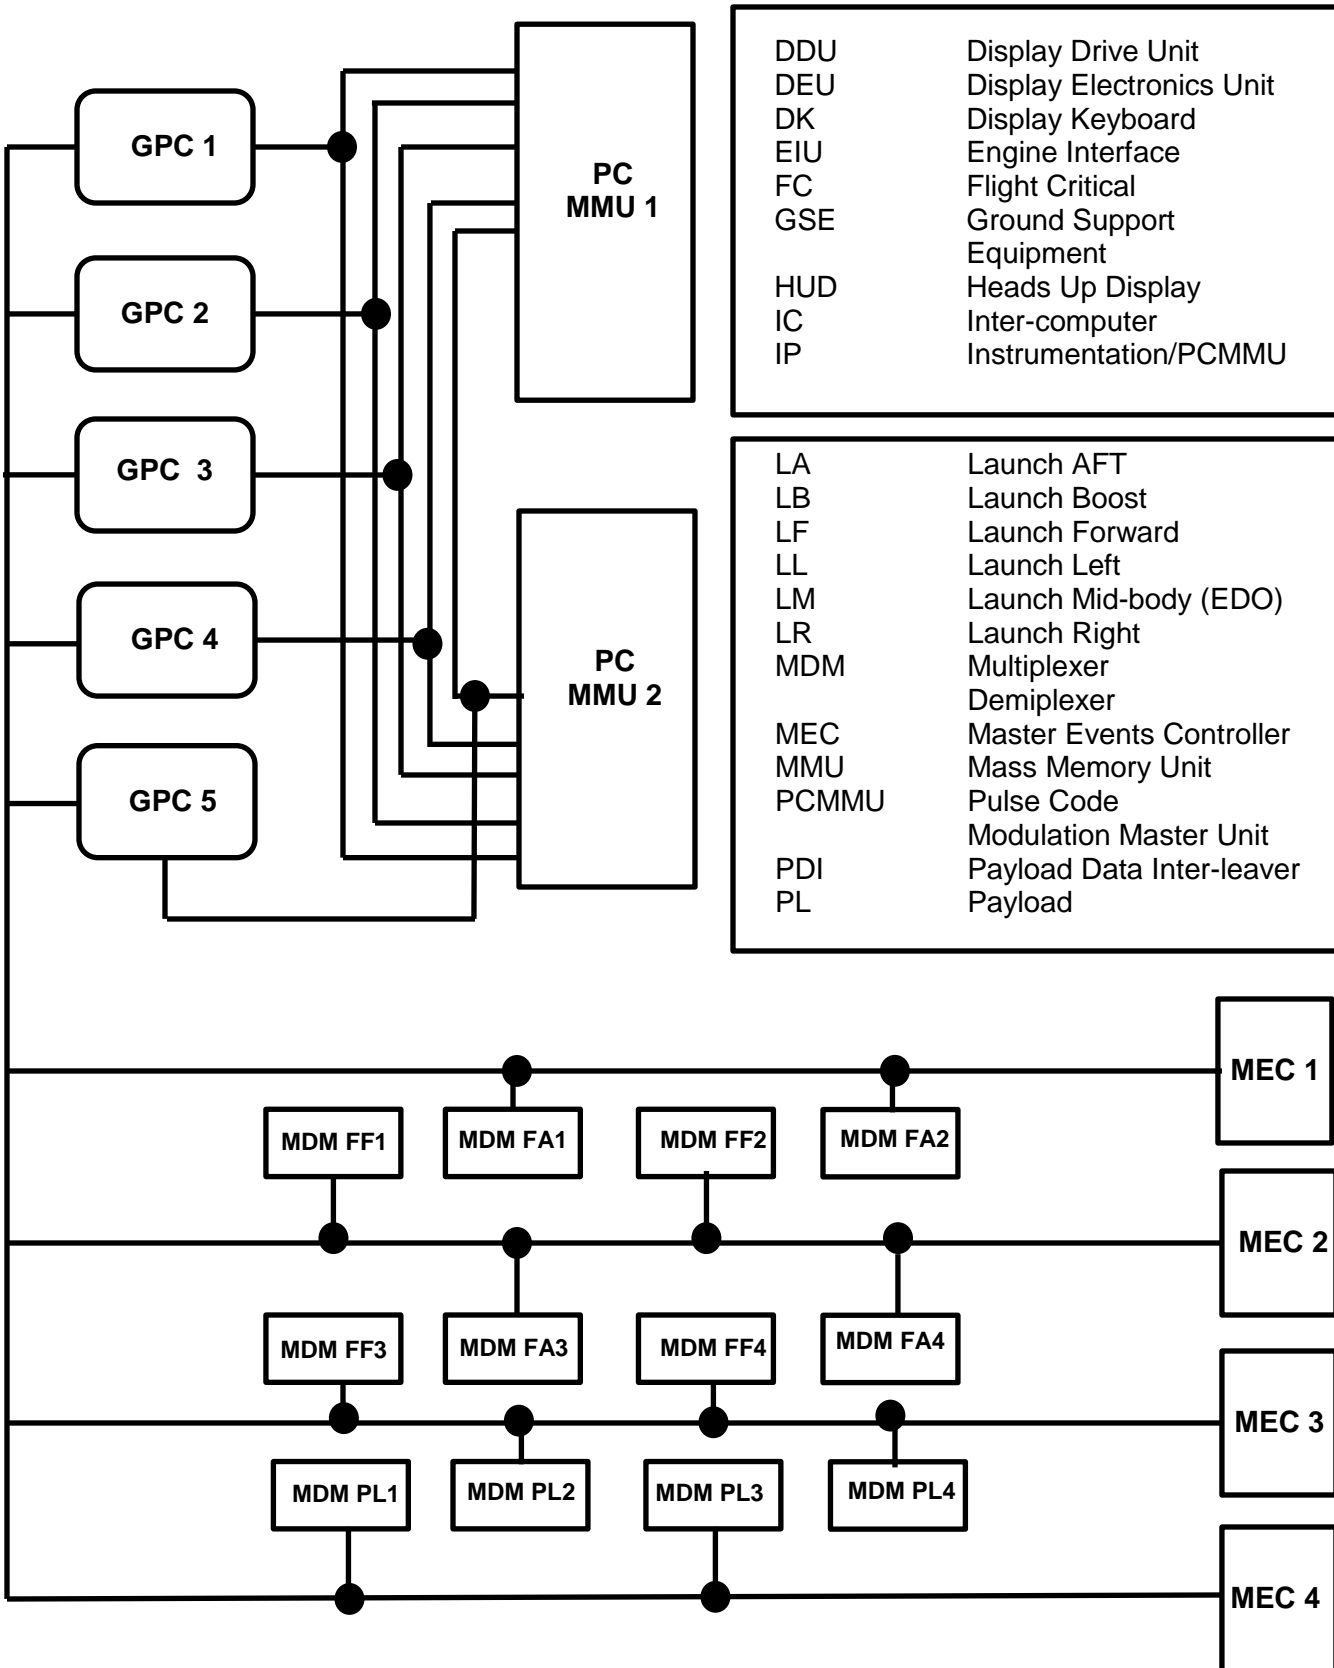 GPC 1
GPC 2
GPC 3
GPC 4
GPC 5
PC
MMU 1
PC
MMU 2
DDU Display Drive Unit
DEU Display Electronics Unit
DK Display Keyboard
EIU Engine Interface
FC Flight Critical
GSE Ground Support
Equipment
HUD Heads Up Display
IC Inter-computer
IP Instrumentation/PCMMU
LA Launch AFT
LB Launch Boost
LF Launch Forward
LL Launch Left
LM Launch Mid-body (EDO)
LR Launch Right
MDM Multiplexer
Demiplexer
MEC Master Events Controller
MMU Mass Memory Unit
PCMMU Pulse Code
Modulation Master Unit
PDI Payload Data Inter-leaver
PL Payload
MEC 1
MDM FF1 MDM FA1 MDM FF2 MDM FA2
MEC 2
MDM FF3 MDM FA3 MDM FF4 MDM FA4
MEC 3
MDM PL1 MDM PL2 MDM PL3 MDM PL4
MEC 4